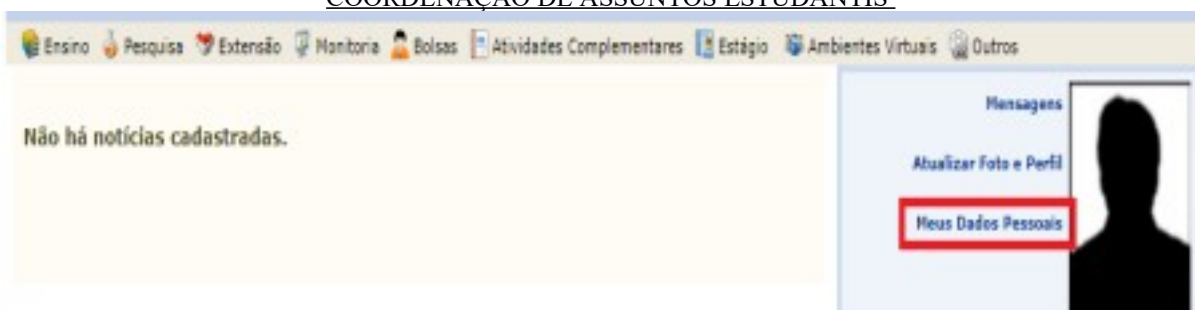 COORDENAÇÃO DE ASSUNTOS ESTUDANTIS
Ensino Pesquisa Extensão Monitoria Bolsas Atividades Complementares Estágio Ambientes Virtuais Outros
Não há notícias cadastradas.
Mensagens
Atualizar Foto e Perfil
Meus Dados Pessoais